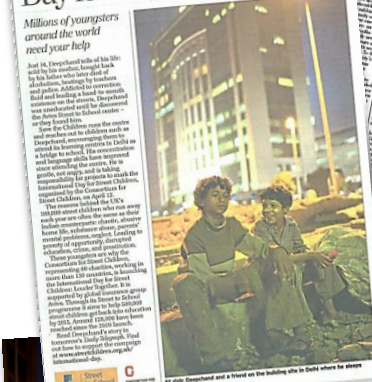 Millions of youngsters
around the world
need your help
Just 14, Deepchand tells of his life:
sold by his mother, bought back
by his father who later died of
alcoholism, beatings by teachers
and police. Addicted to correction
fluid and leading a hand-to-mouth
existence on the streets, Deepchand
was uneducated until he discovered
the Aviva Street to School centre –
or they found him.
Save the Children runs the centre
and reaches out to children such as
Deepchand, encouraging them to
attend its learning centres in Delhi as
a bridge to school. His concentration
and language skills have improved
since attending the centre. He is
gentle, not angry, and is taking
responsibility for projects to mark the
International Day for Street Children,
organised by the Consortium for
Street Children, on April 12.
The reasons behind the UK's
100,000 street children who run away
each year are often the same as their
Indian counterparts: chaotic, abusive
home life, substance abuse, parents'
mental problems, neglect. Leading to
poverty of opportunity, disrupted
education, crime, and prostitution.
These youngsters are why the
Consortium for Street Children,
representing 60 charities, working in
more than 130 countries, is launching
the International Day for Street
Children: Louder Together. It is
supported by global insurance group
Aviva. Through its Street to School
programme it aims to help 500,000
street children get back into education
by 2015. Around 128,000 have been
reached since the 2009 launch.
Read Deepchand's story in
tomorrow's Daily Telegraph. Find
out how to support the campaign
at www.streetchildren.org.uk/
international-day.
Street
Deepchand and a friend on the building site in Delhi where he sleeps